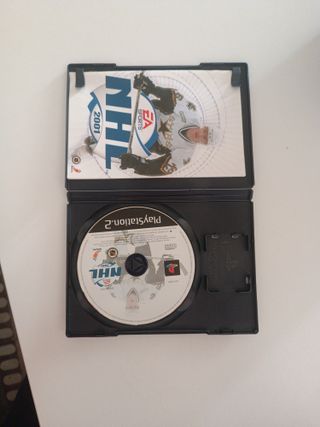 NHL
2001
EA
SPORTS
PlayStation.2
NHL